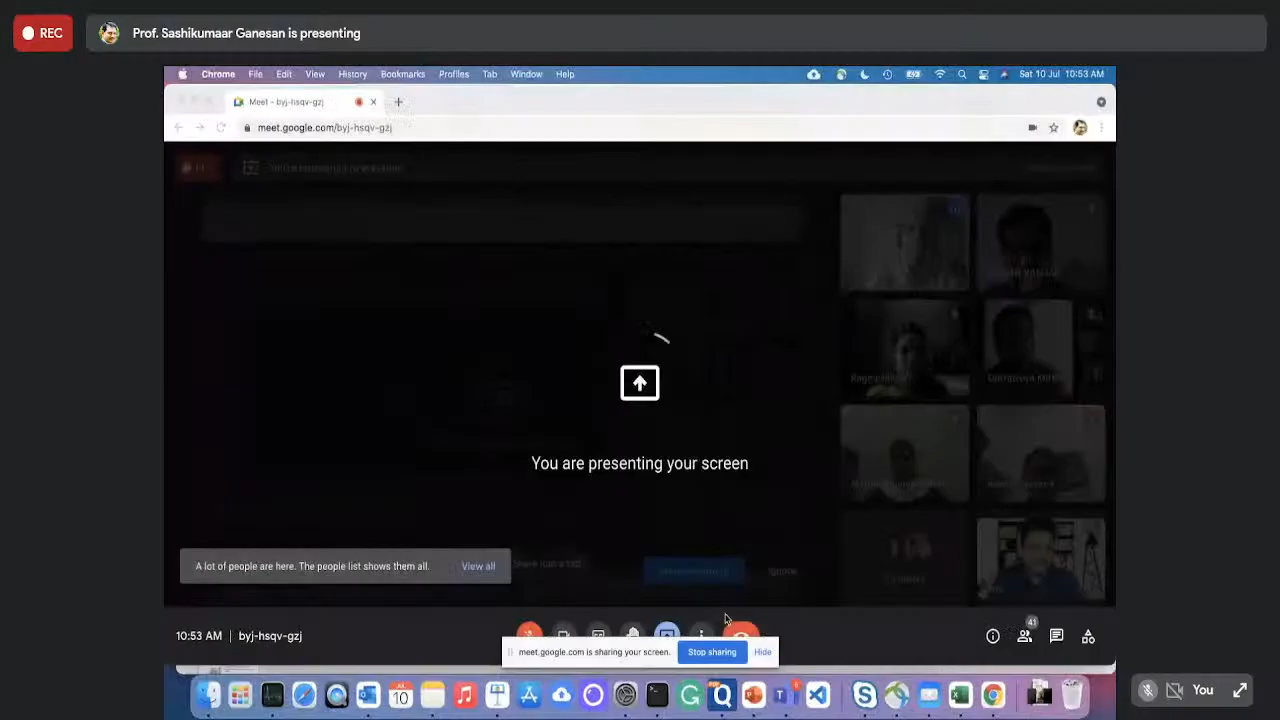 REC
Prof. Sashikumaar Ganesan is presenting
Chrome File Edit View History Bookmarks Profiles Tab Window Help
Sat 10 Jul 10:53 AM
Meet - byj-hsqv-gzj
meet.google.com/byj-hsqv-gzj
You are presenting your screen
A lot of people are here. The people list shows them all. View all
Ignore
10:53 AM | byj-hsqv-gzj
41
meet.google.com is sharing your screen. Stop sharing Hide
JUL
10
You